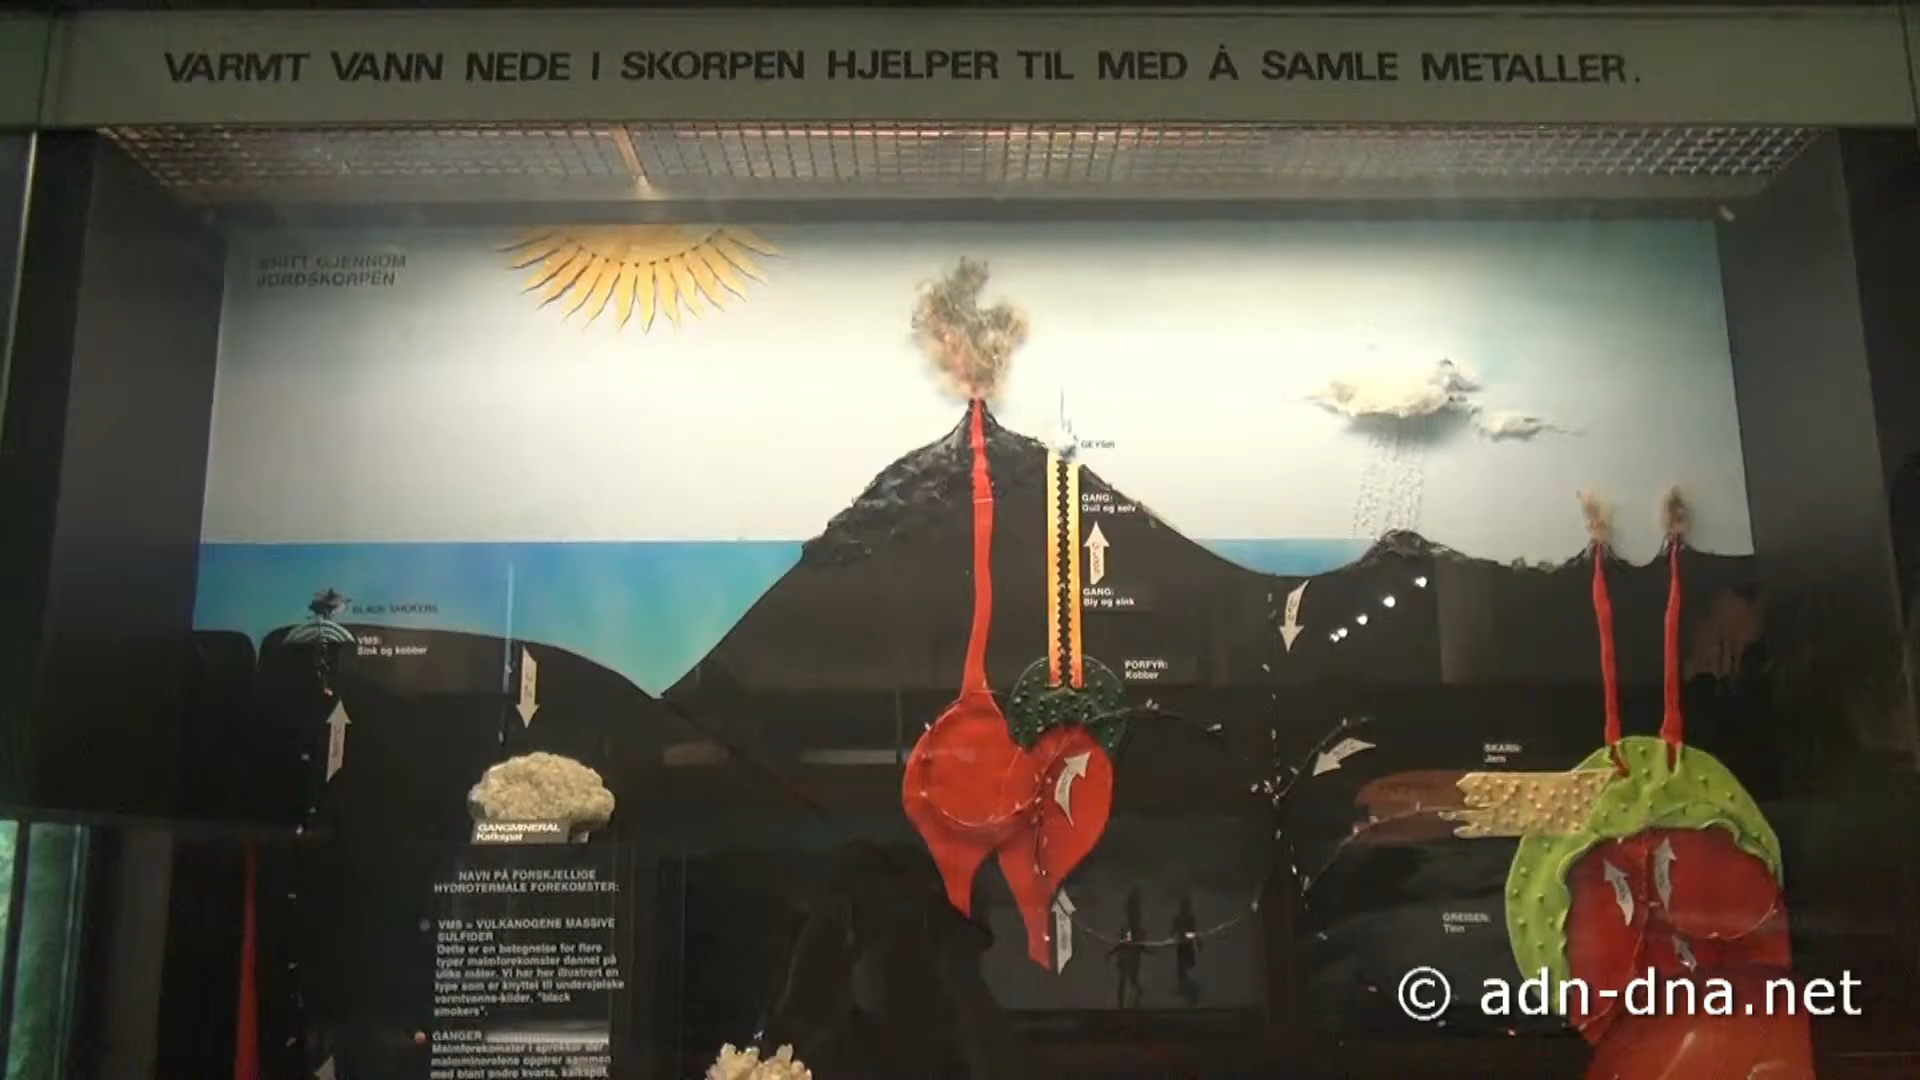 VARMT VANN NEDE I SKORPEN HJELPER TIL MED Å SAMLE METALLER.
SNITT GJENNOM
JORDSKORPEN
GEYSIR
GANG:
Gull og sølv
GANG:
Bly og sink
BLACK SMOKERS
VMS:
Sink og kobber
PORFYR:
Kobber
SKARN:
Jern
GREISEN:
Tinn
GANGMINERAL
Kalkspat
NAVN PÅ FORSKJELLIGE
HYDROTERMALE FOREKOMSTER:
VMS = VULKANOGENE MASSIVE
SULFIDER
Dette er en betegnelse for flere
typer malmforekomster dannet på
ulike måter. Vi har her illustrert en
type som er knyttet til undersjøiske
varmtvanns-kilder, "black
smokers".
GANGER
Malmforekomster i sprekker der
malmmineralene opptrer sammen
med blant andre kvarts, kalkspat,
© adn-dna.net